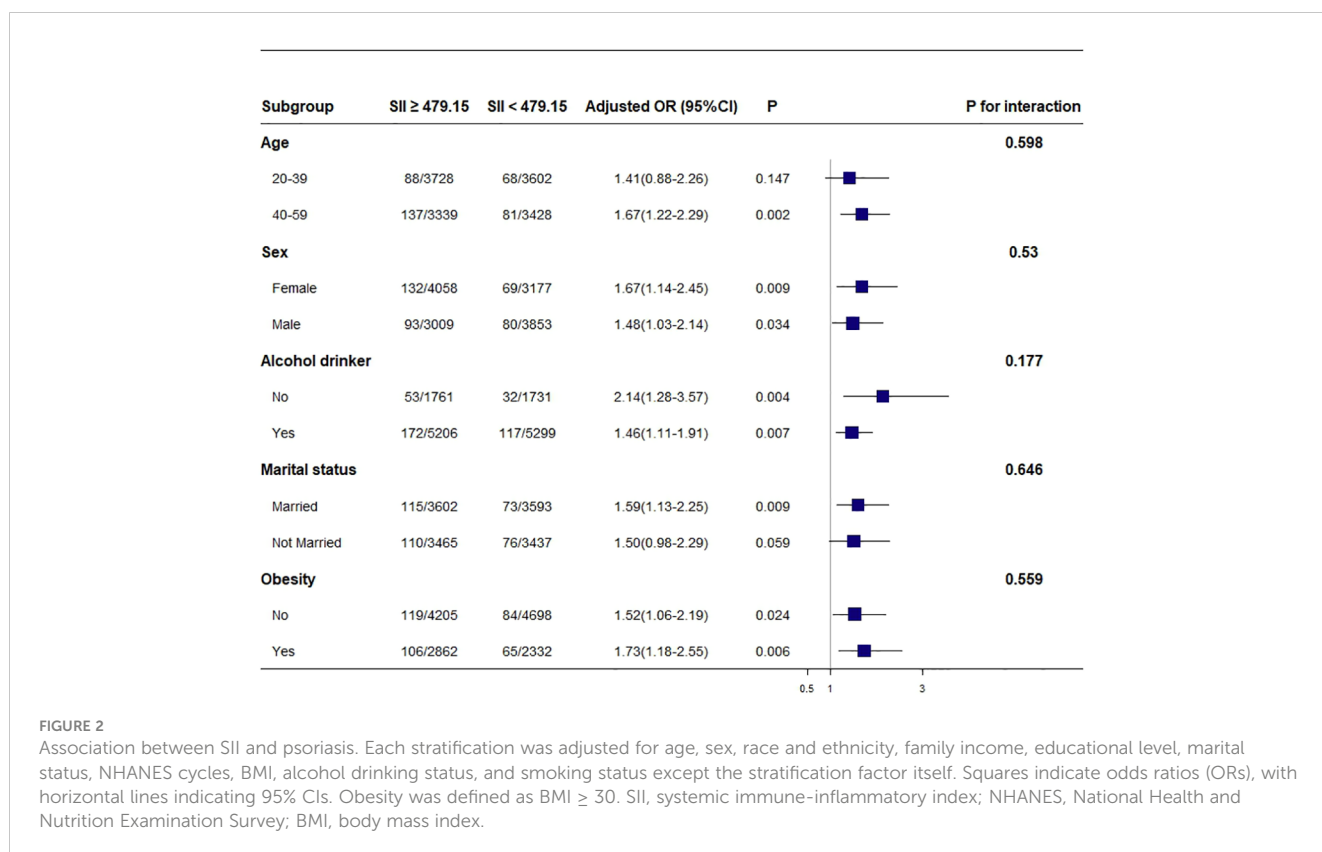 Subgroup SII ≥ 479.15 SII < 479.15 Adjusted OR (95%CI) P P for interaction
Age 0.598
20-39 88/3728 68/3602 1.41(0.88-2.26) 0.147
40-59 137/3339 81/3428 1.67(1.22-2.29) 0.002
Sex 0.53
Female 132/4058 69/3177 1.67(1.14-2.45) 0.009
Male 93/3009 80/3853 1.48(1.03-2.14) 0.034
Alcohol drinker 0.177
No 53/1761 32/1731 2.14(1.28-3.57) 0.004
Yes 172/5206 117/5299 1.46(1.11-1.91) 0.007
Marital status 0.646
Married 115/3602 73/3593 1.59(1.13-2.25) 0.009
Not Married 110/3465 76/3437 1.50(0.98-2.29) 0.059
Obesity 0.559
No 119/4205 84/4698 1.52(1.06-2.19) 0.024
Yes 106/2862 65/2332 1.73(1.18-2.55) 0.006
0.5 1 3
FIGURE 2
Association between SII and psoriasis. Each stratification was adjusted for age, sex, race and ethnicity, family income, educational level, marital
status, NHANES cycles, BMI, alcohol drinking status, and smoking status except the stratification factor itself. Squares indicate odds ratios (ORs), with
horizontal lines indicating 95% CIs. Obesity was defined as BMI ≥ 30. SII, systemic immune-inflammatory index; NHANES, National Health and
Nutrition Examination Survey; BMI, body mass index.